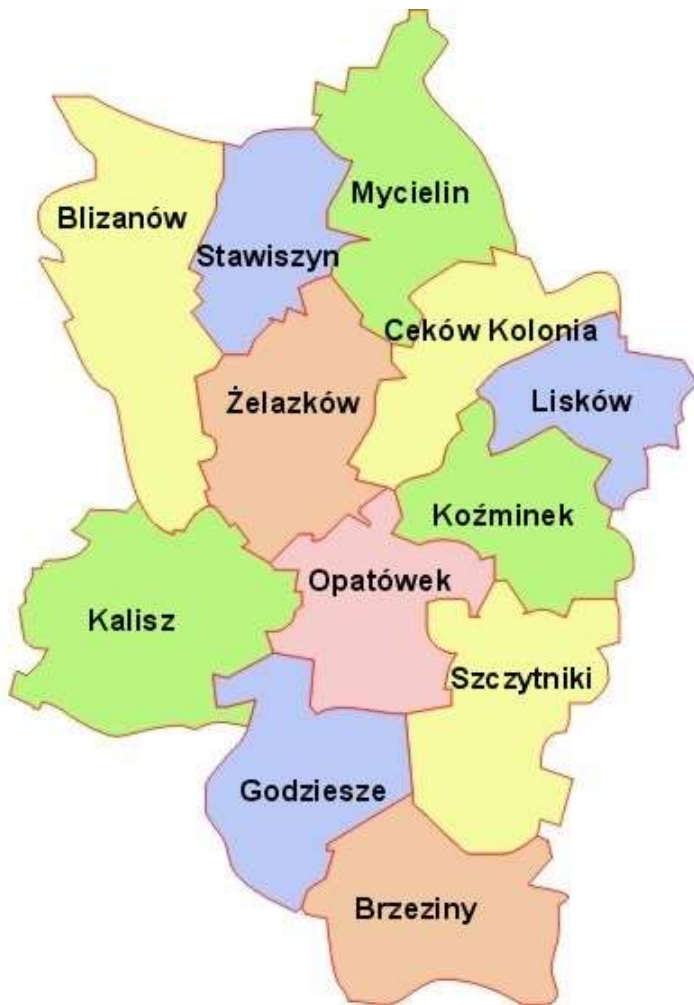 Mycielin
Blizanów
Stawiszyn
Ceków Kolonia
Żelazków
Lisków
Koźminek
Opatówek
Kalisz
Szczytniki
Godziesze
Brzeziny